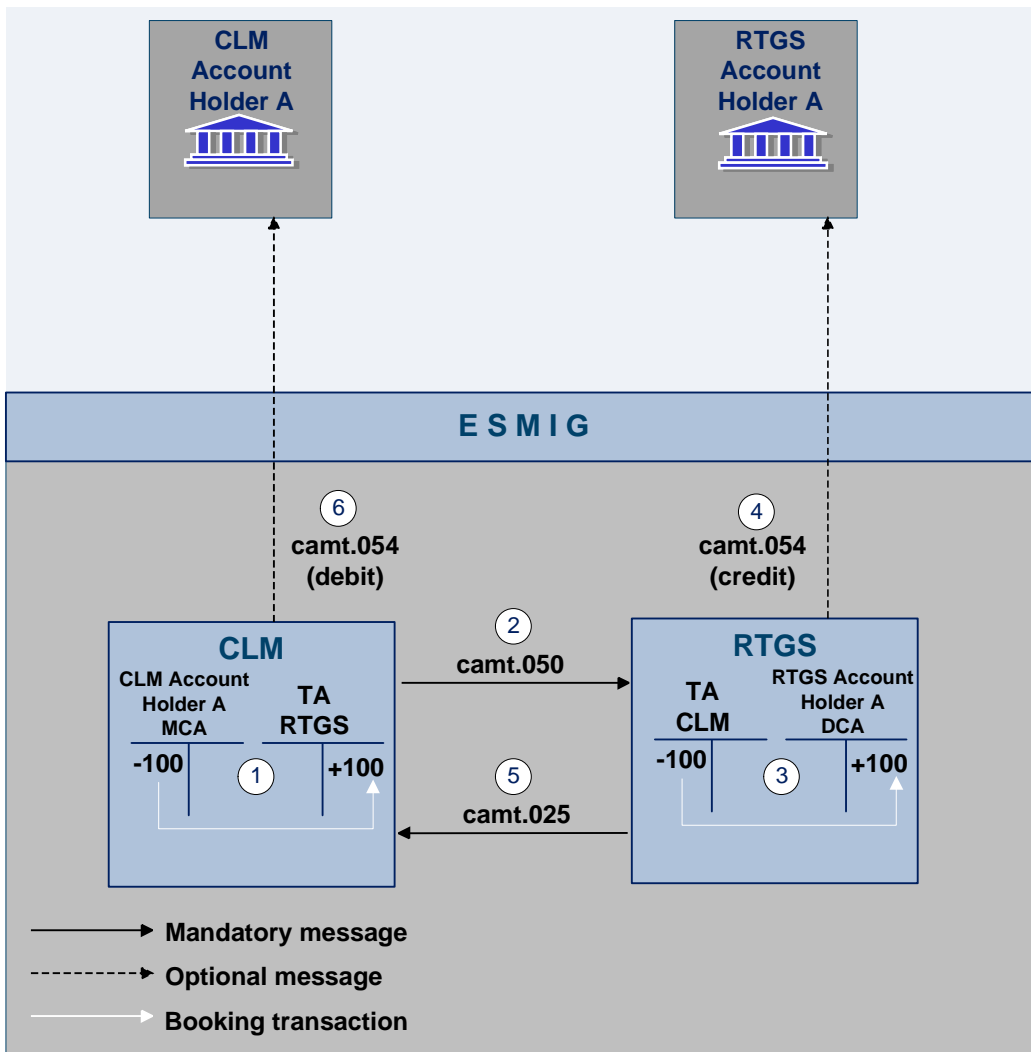 CLM
Account
Holder A
RTGS
Account
Holder A
E S M I G
6
camt.054
(debit)
4
camt.054
(credit)
2
camt.050
CLM
CLM Account
Holder A
MCA
TA
RTGS
-100
1
+100
RTGS
TA
CLM
RTGS Account
Holder A
DCA
-100
3
+100
5
camt.025
Mandatory message
Optional message
Booking transaction